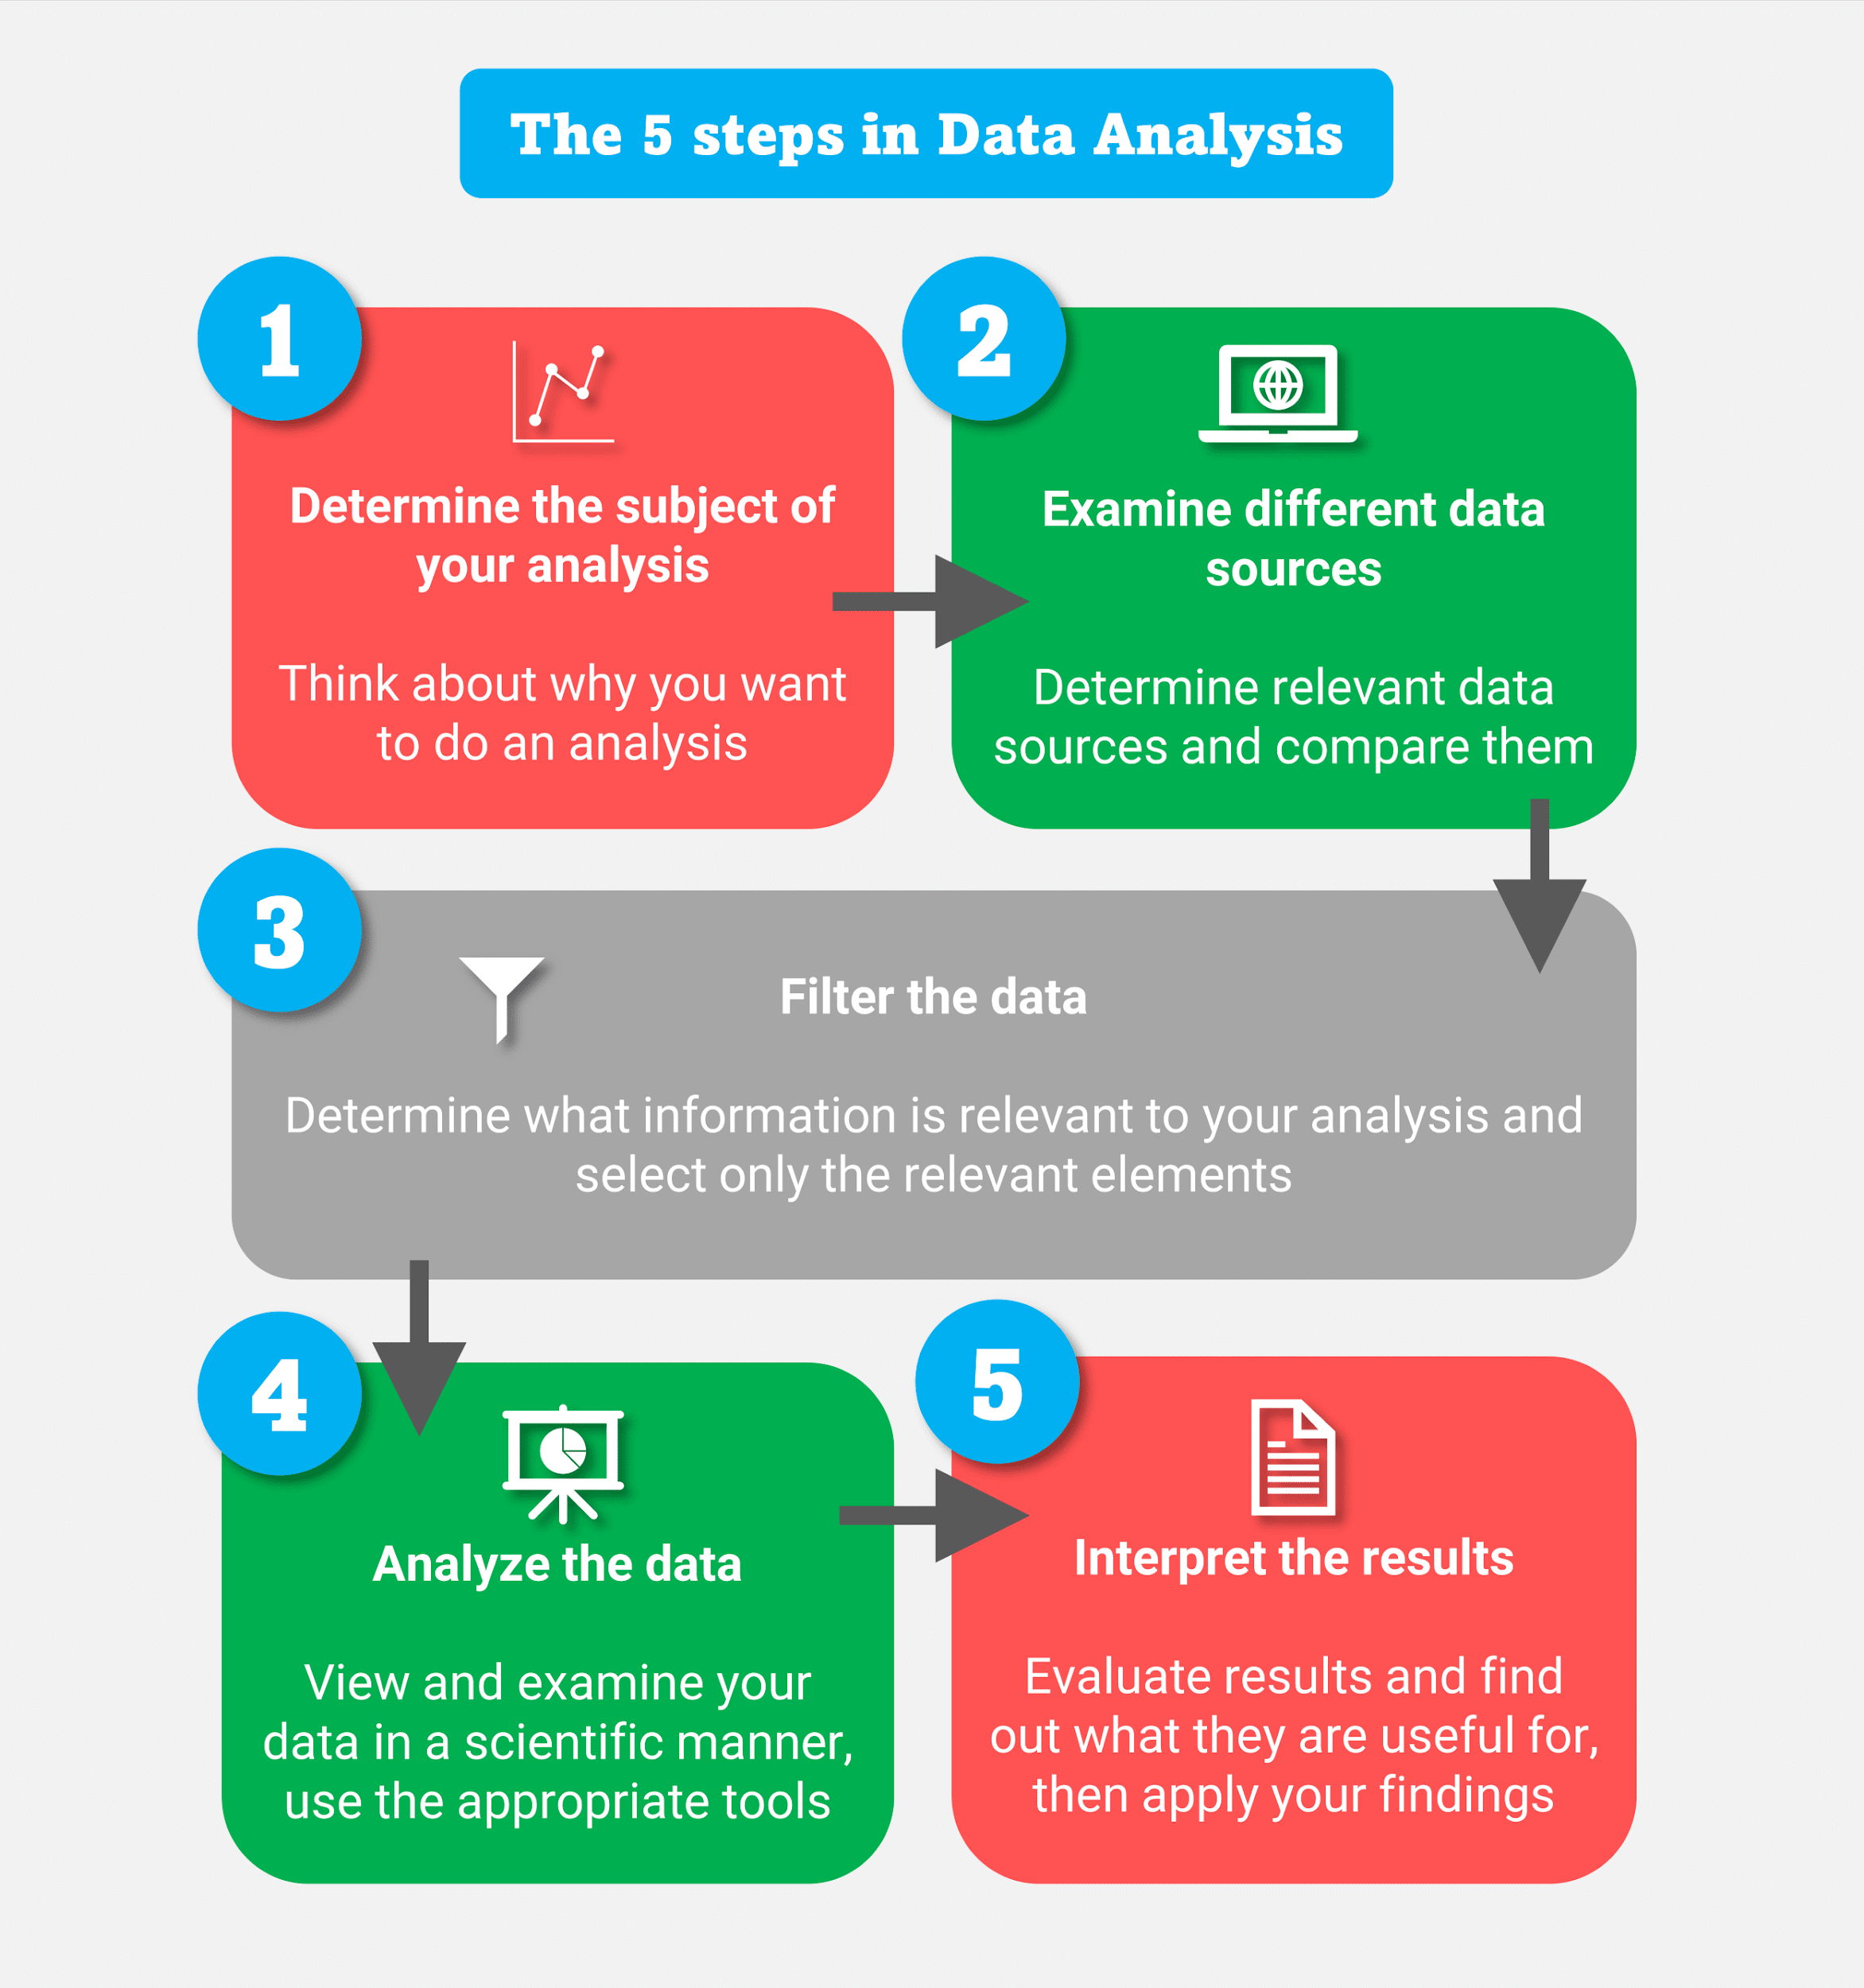 The 5 steps in Data Analysis
1
Determine the subject of
your analysis
Think about why you want
to do an analysis
2
Examine different data
sources
Determine relevant data
sources and compare them
3
Filter the data
Determine what information is relevant to your analysis and
select only the relevant elements
4
Analyze the data
View and examine your
data in a scientific manner,
use the appropriate tools
5
Interpret the results
Evaluate results and find
out what they are useful for,
then apply your findings